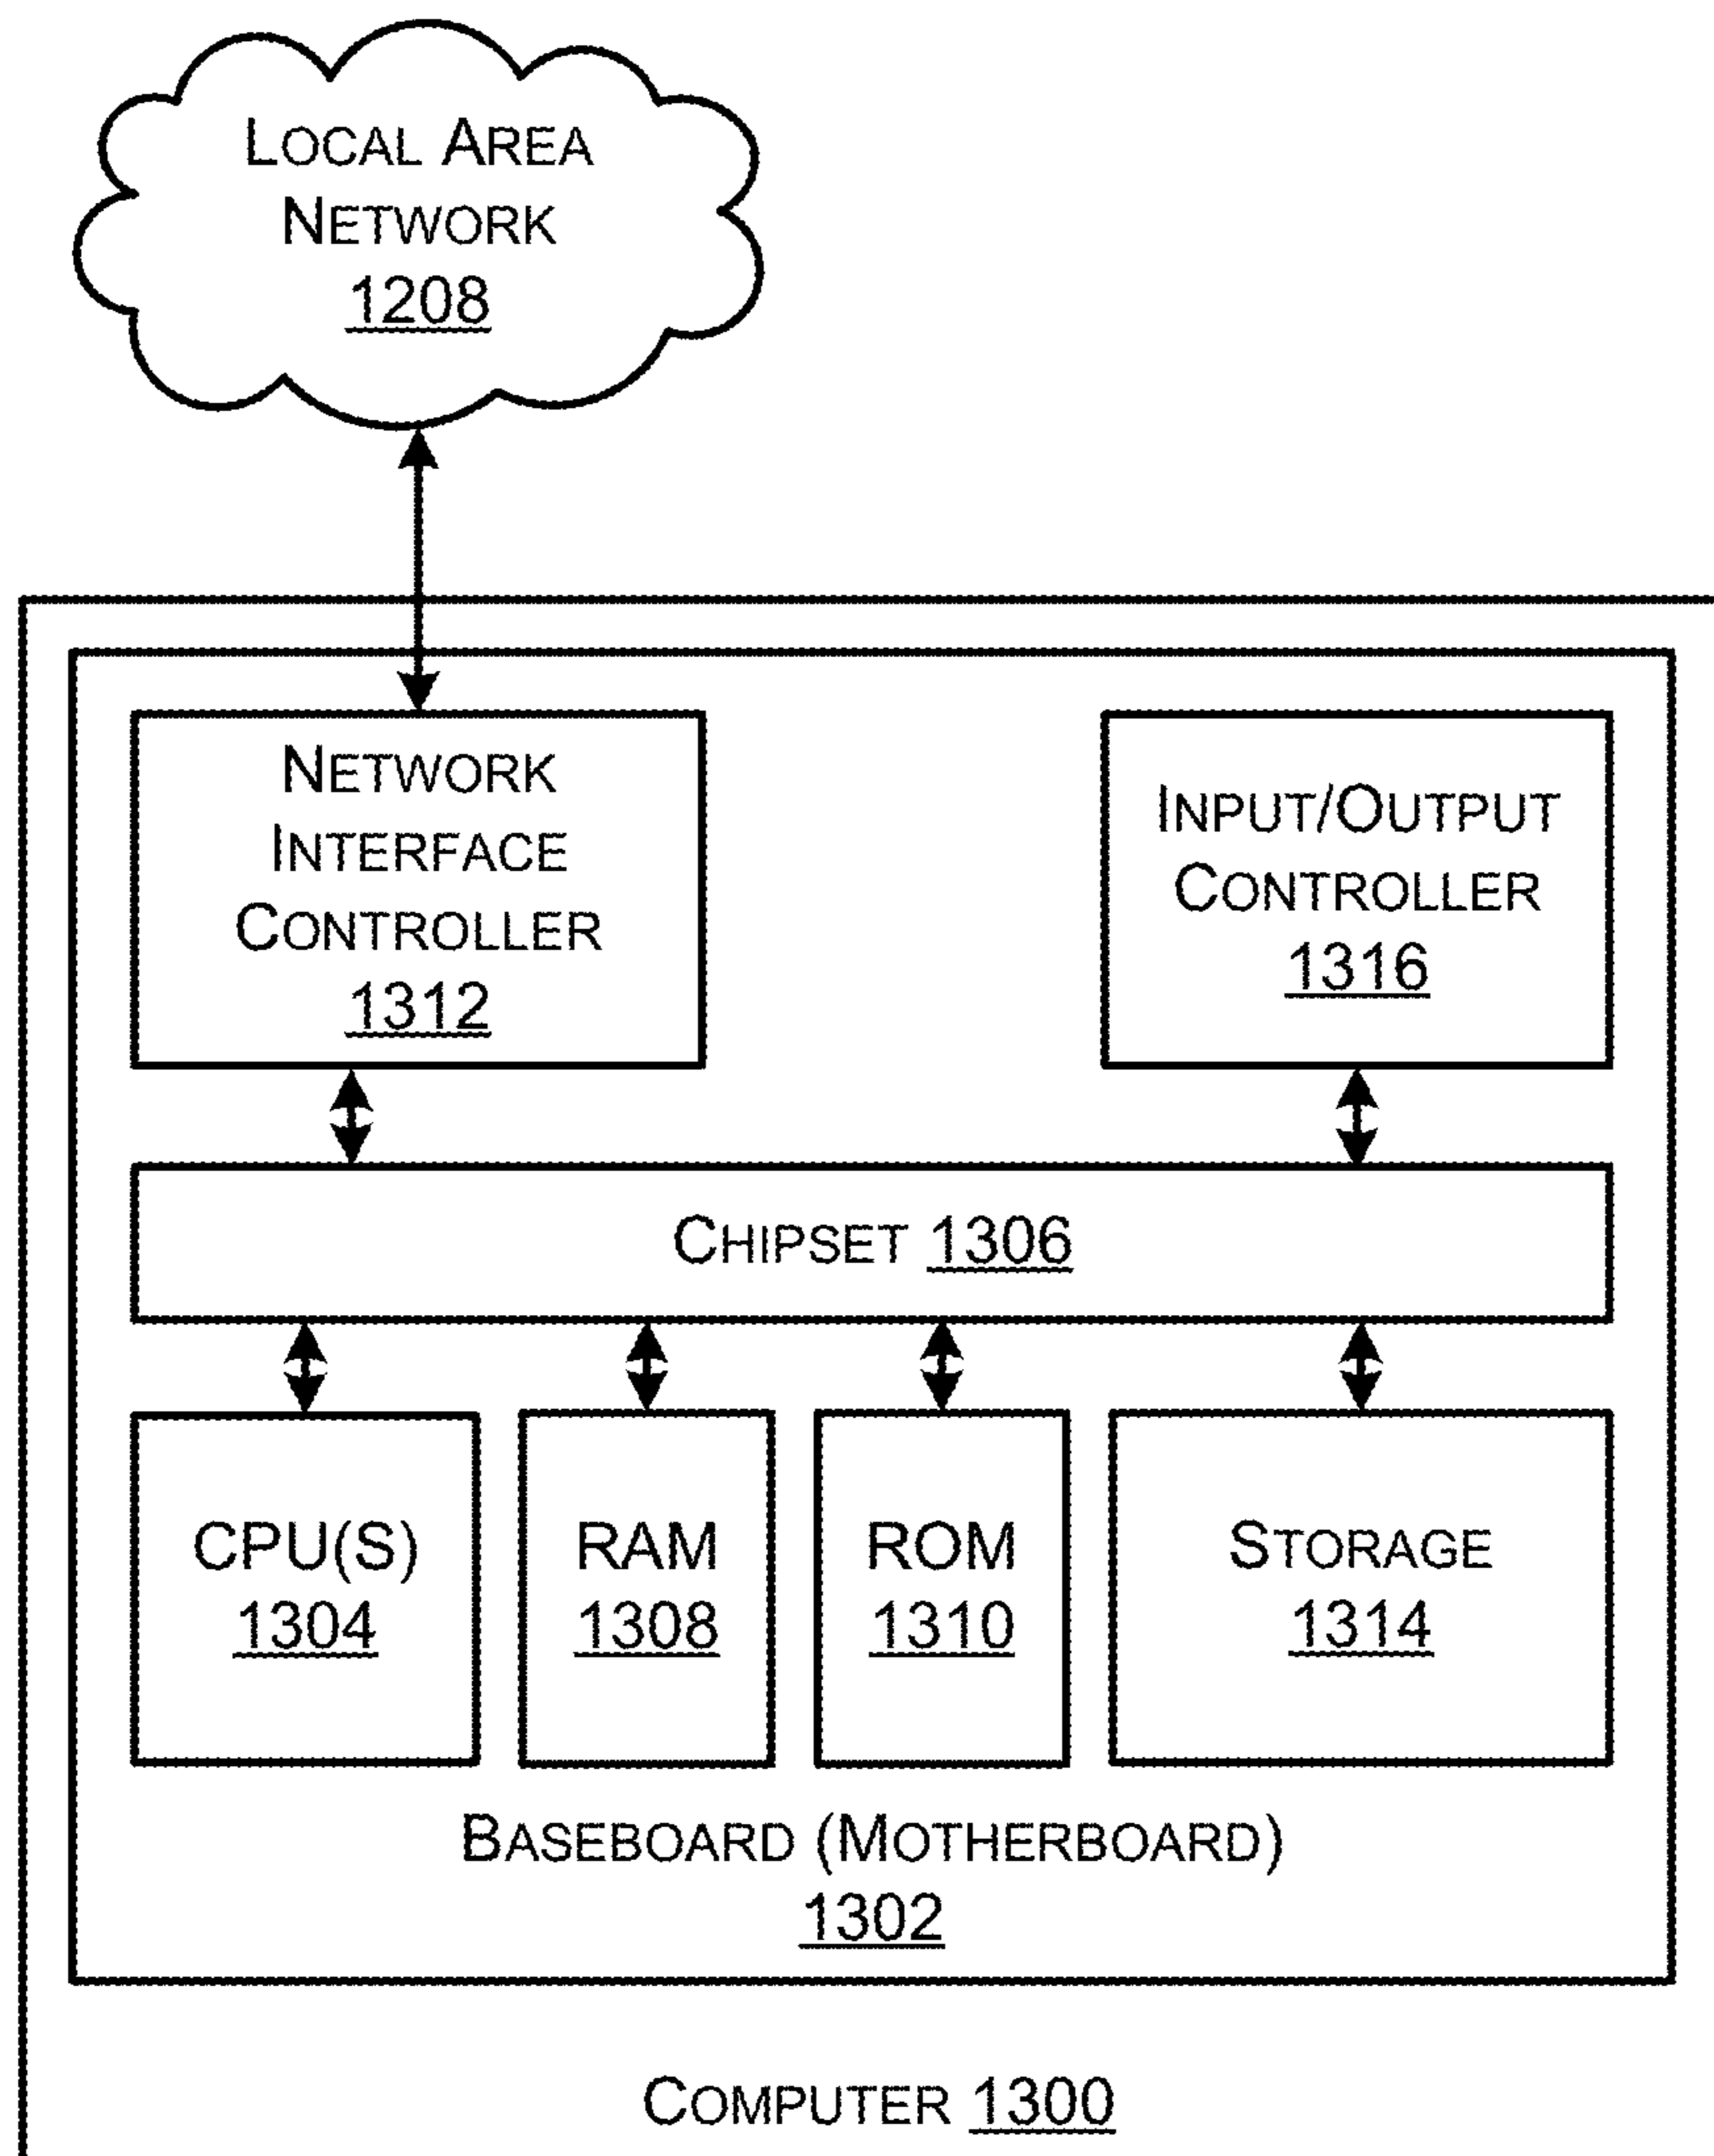 LOCAL AREA
NETWORK
1208
NETWORK
INTERFACE
CONTROLLER
1312
INPUT/OUTPUT
CONTROLLER
1316
CHIPSET 1306
CPU(S)
1304
RAM
1308
ROM
1310
STORAGE
1314
BASEBOARD (MOTHERBOARD)
1302
COMPUTER 1300